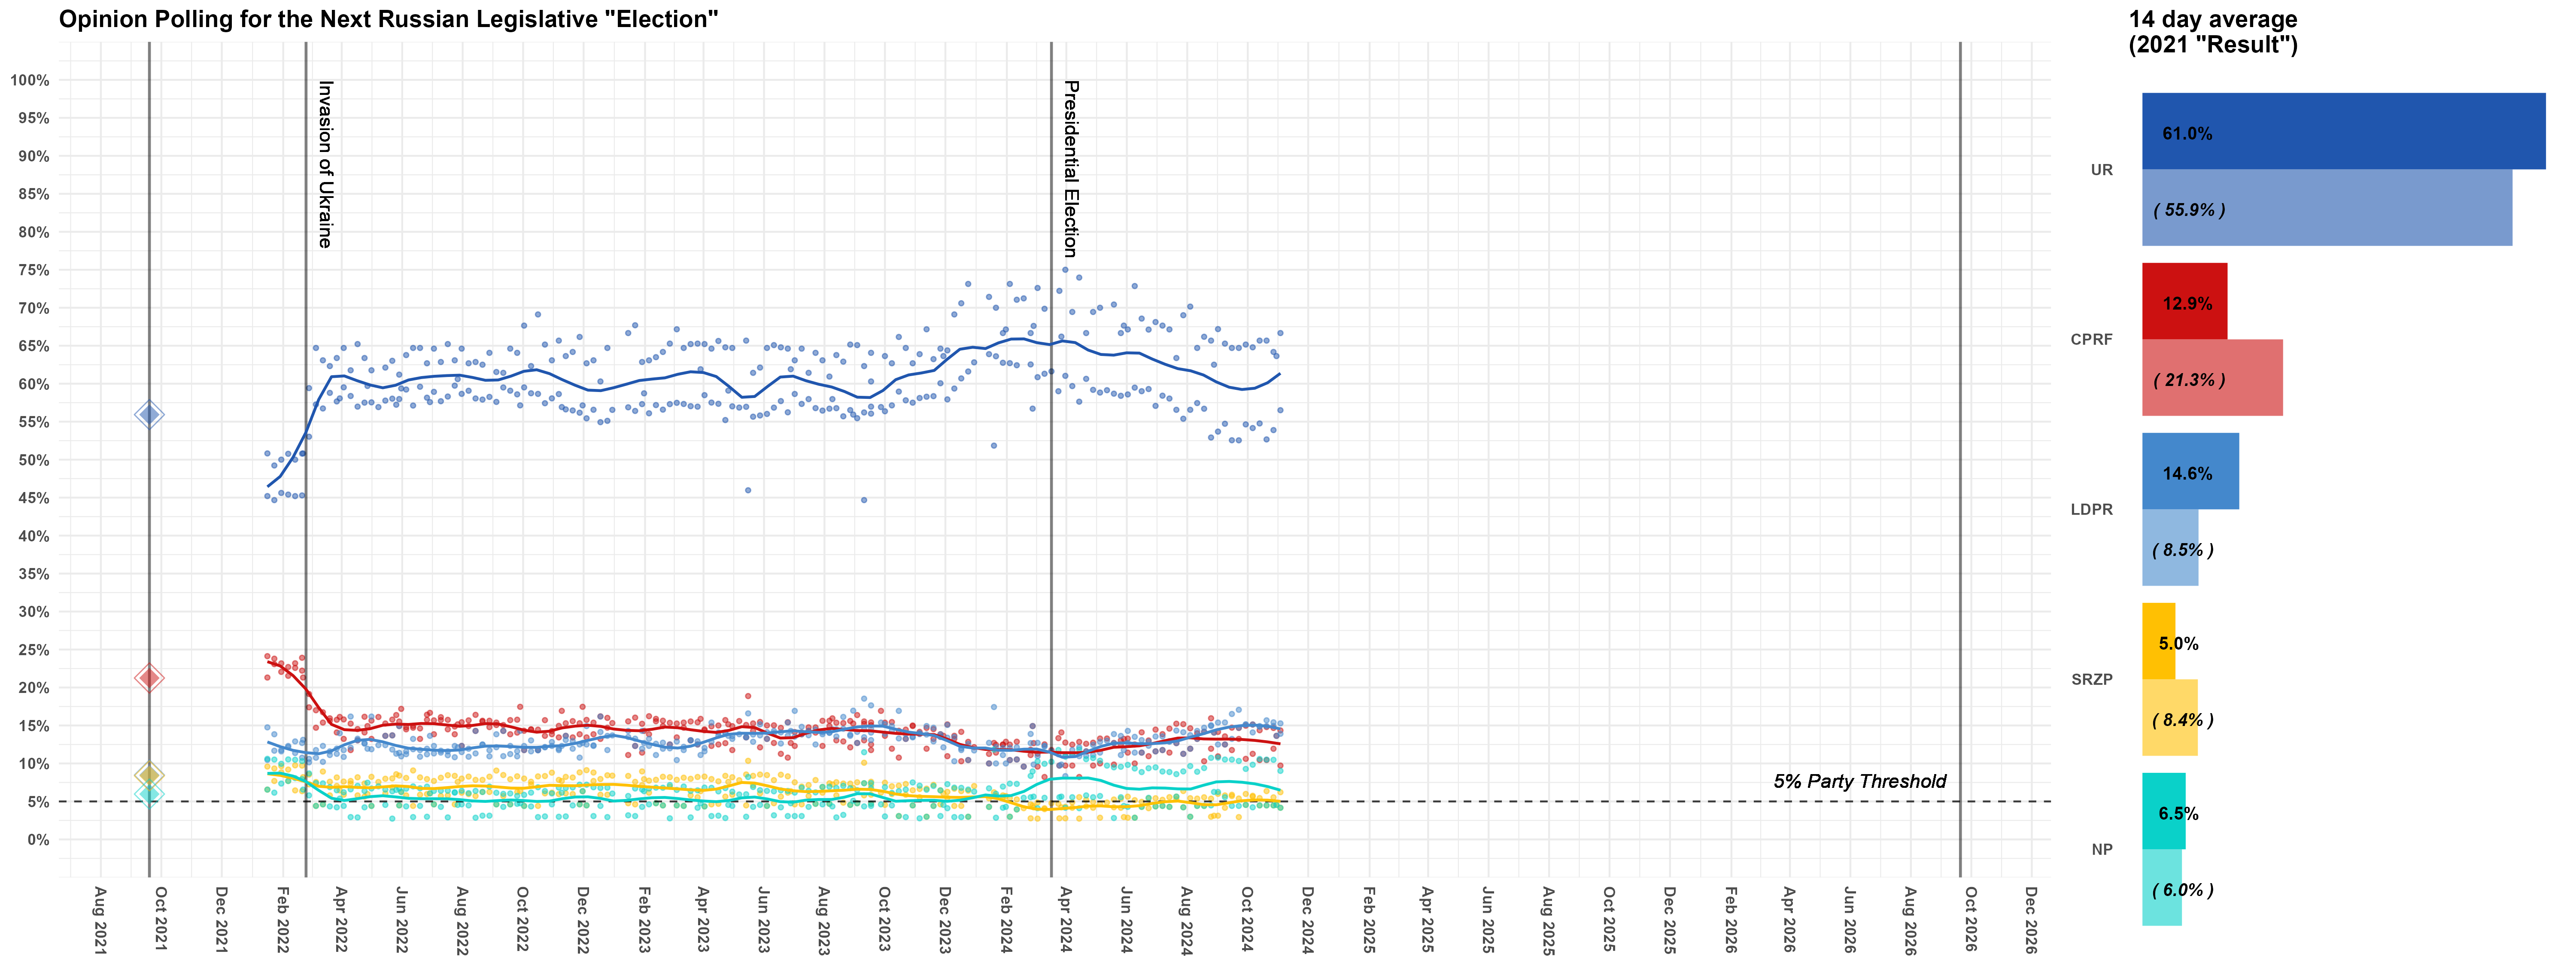 Opinion Polling for the Next Russian Legislative "Election"
100%
95%
90%
85%
80%
75%
70%
65%
60%
55%
50%
45%
40%
35%
30%
25%
20%
15%
10%
5%
0%
Invasion of Ukraine
Presidential Election
5% Party Threshold
Aug 2021
Oct 2021
Dec 2021
Feb 2022
Apr 2022
Jun 2022
Aug 2022
Oct 2022
Dec 2022
Feb 2023
Apr 2023
Jun 2023
Aug 2023
Oct 2023
Dec 2023
Feb 2024
Apr 2024
Jun 2024
Aug 2024
Oct 2024
Dec 2024
Feb 2025
Apr 2025
Jun 2025
Aug 2025
Oct 2025
Dec 2025
Feb 2026
Apr 2026
Jun 2026
Aug 2026
Oct 2026
Dec 2026
14 day average
(2021 "Result")
UR
61.0%
( 55.9% )
CPRF
12.9%
( 21.3% )
LDPR
14.6%
( 8.5% )
SRZP
5.0%
( 8.4% )
NP
6.5%
( 6.0% )